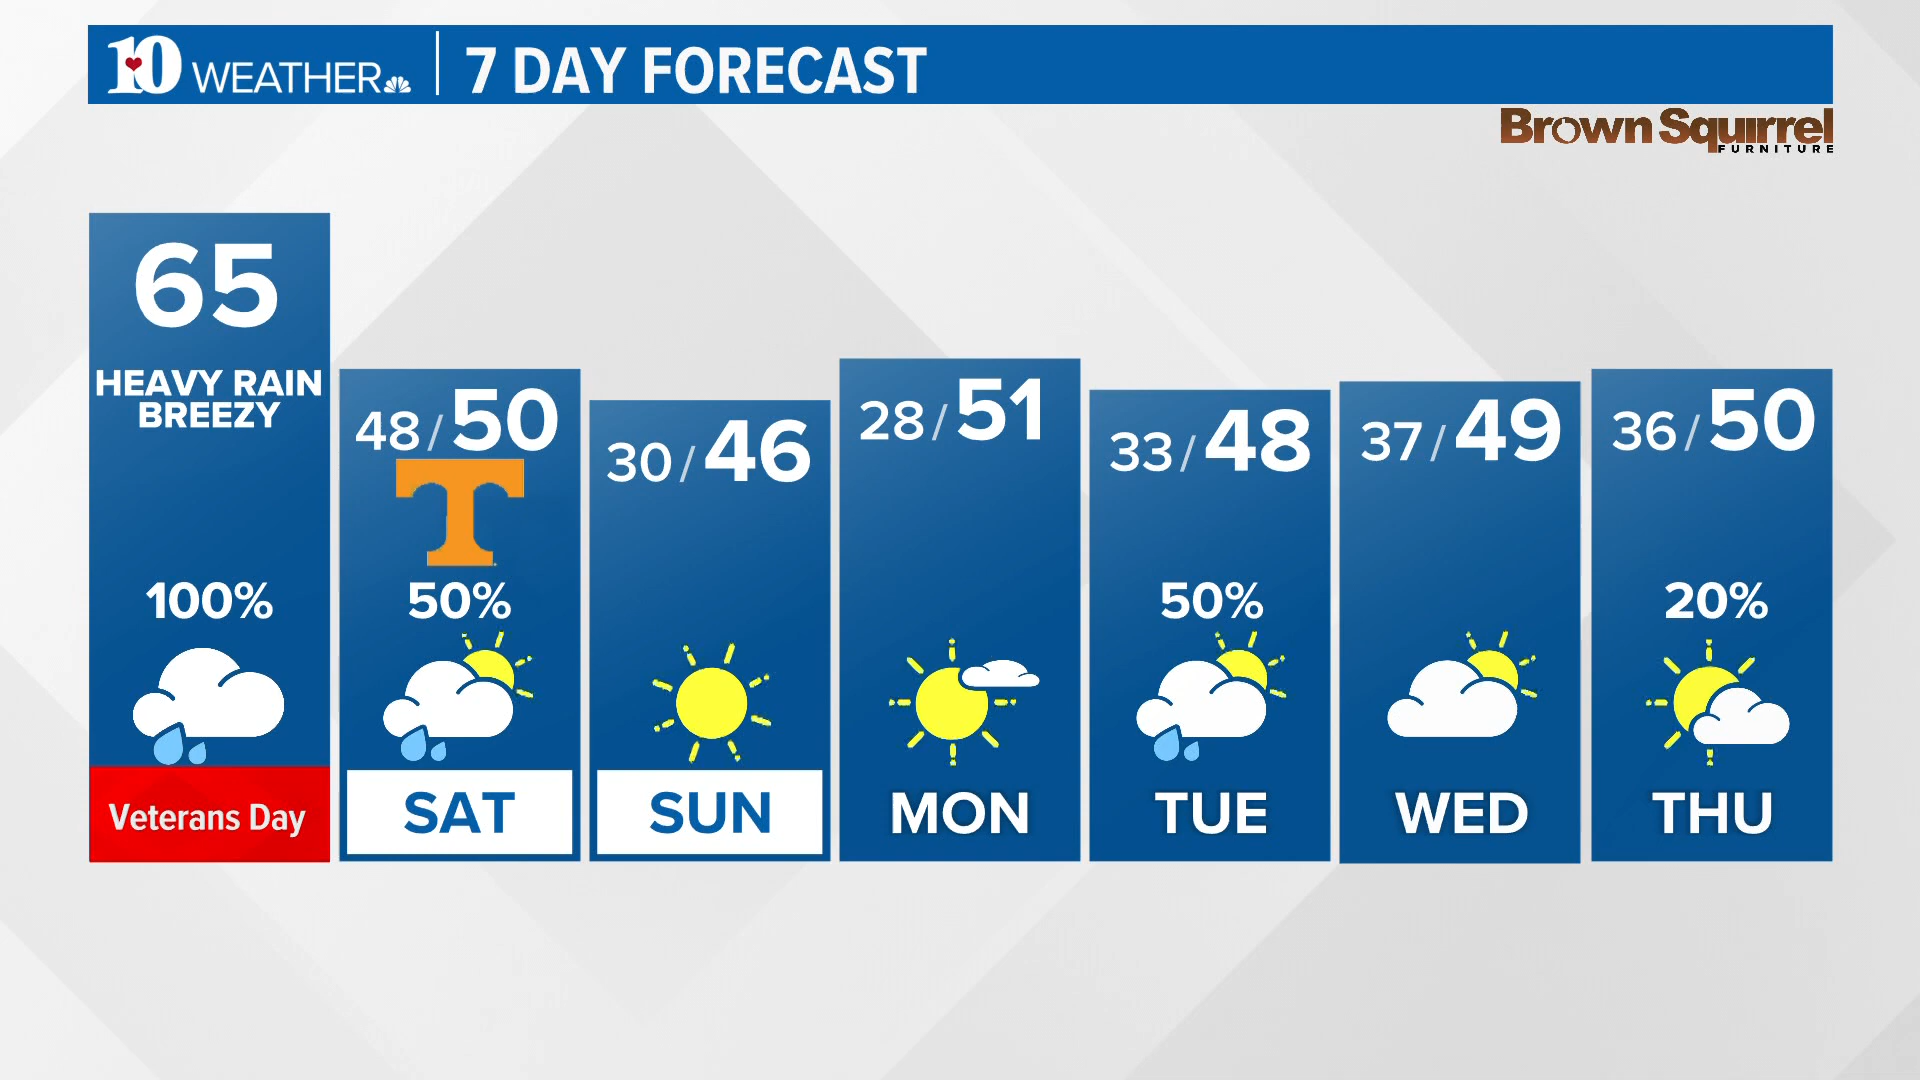 10 WEATHER 7 DAY FORECAST
Brown Squirrel
FURNITURE
65
HEAVY RAIN
BREEZY
100%
Veterans Day
48/50
T
50%
SAT
30/46
SUN
28/51
MON
33/48
50%
TUE
37/49
WED
36/50
20%
THU